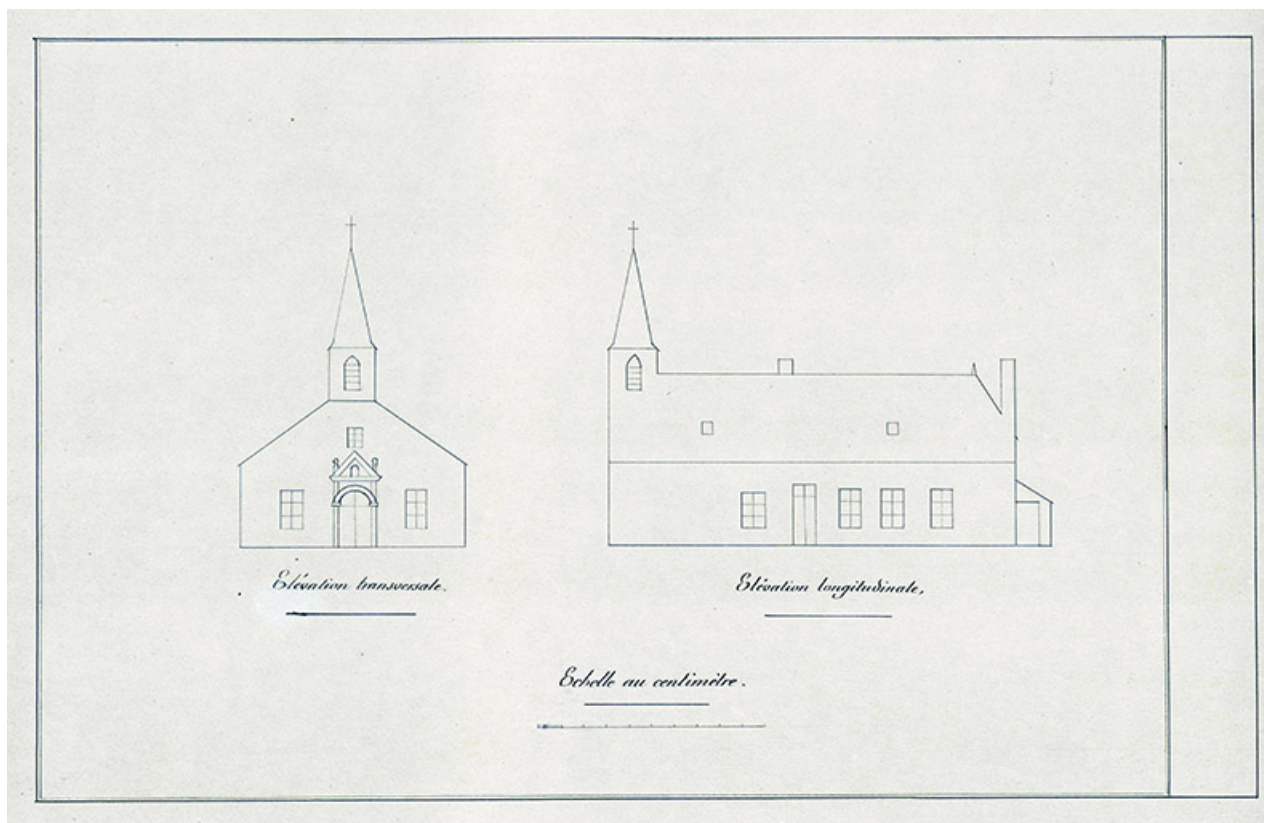 Elévation transversale.
Elévation longitudinale,
Echelle au centimètre.